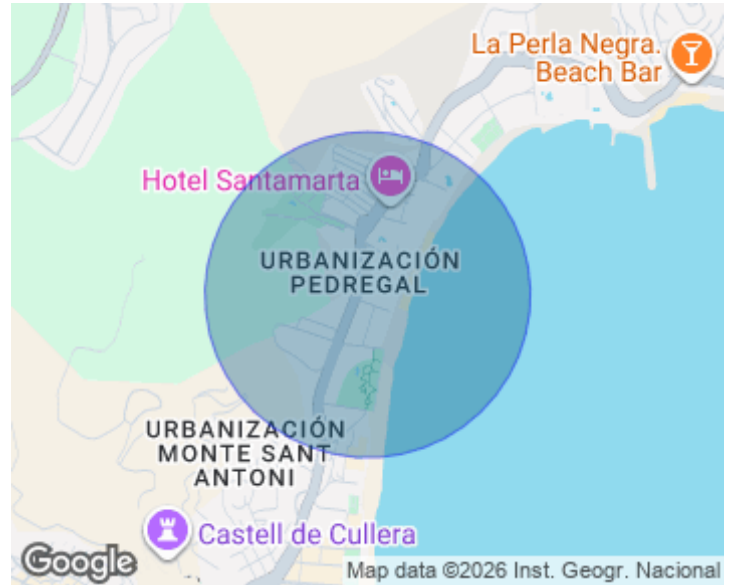 La Perla Negra.
Beach Bar
Hotel Santamarta
URBANIZACIÓN
PEDREGAL
URBANIZACIÓN
MONTE SANT
ANTONI
Castell de Cullera
Google
Map data ©2026 Inst. Geogr. Nacional